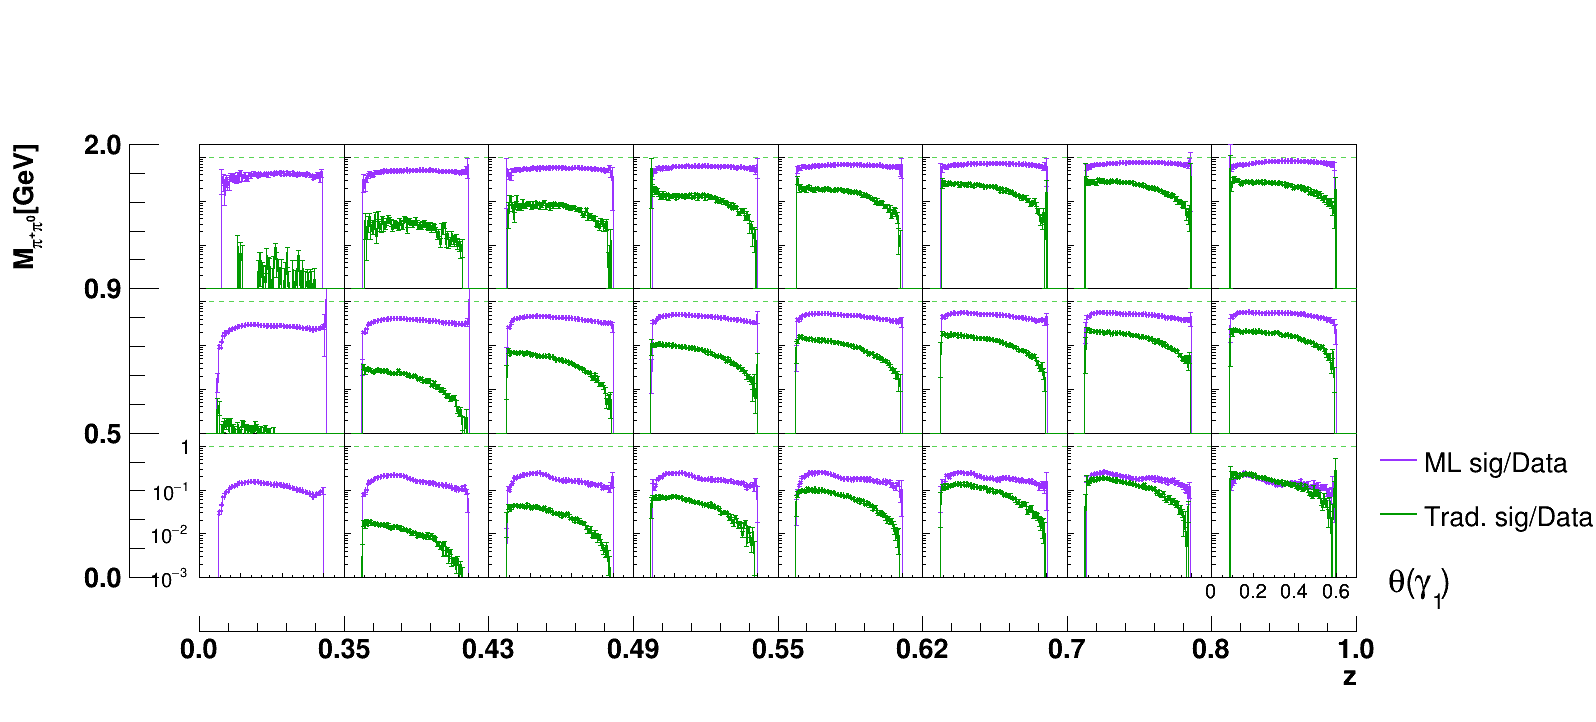 M π⁺π⁰ [GeV]
2.0
0.9
0.5
0.0
1
10⁻¹
10⁻²
10⁻³
ML sig/Data
Trad. sig/Data
0 0.2 0.4 0.6
θ(γ₁)
0.0 0.35 0.43 0.49 0.55 0.62 0.7 0.8 1.0
z